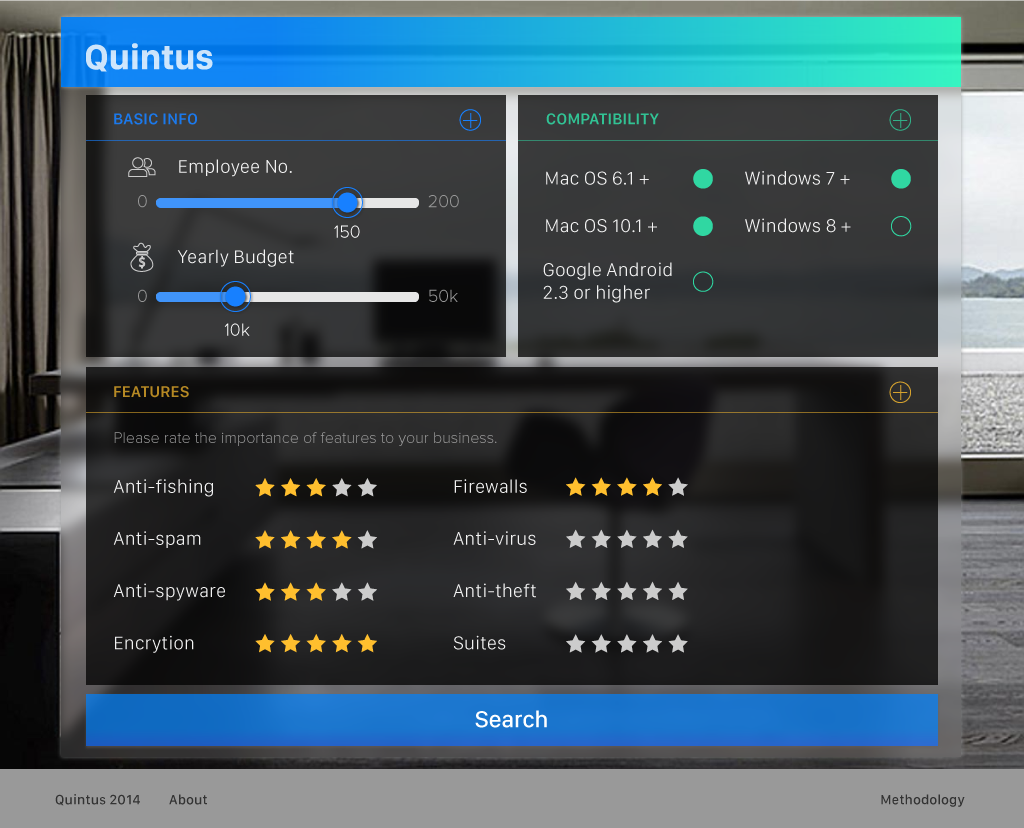 Quintus
BASIC INFO
Employee No.
0 200
150
Yearly Budget
$
0 50k
10k
COMPATIBILITY
Mac OS 6.1 + Windows 7 +
Mac OS 10.1 + Windows 8 +
Google Android
2.3 or higher
FEATURES
Please rate the importance of features to your business.
Anti-fishing Firewalls
Anti-spam Anti-virus
Anti-spyware Anti-theft
Encrytion Suites
Search
Quintus 2014 About Methodology